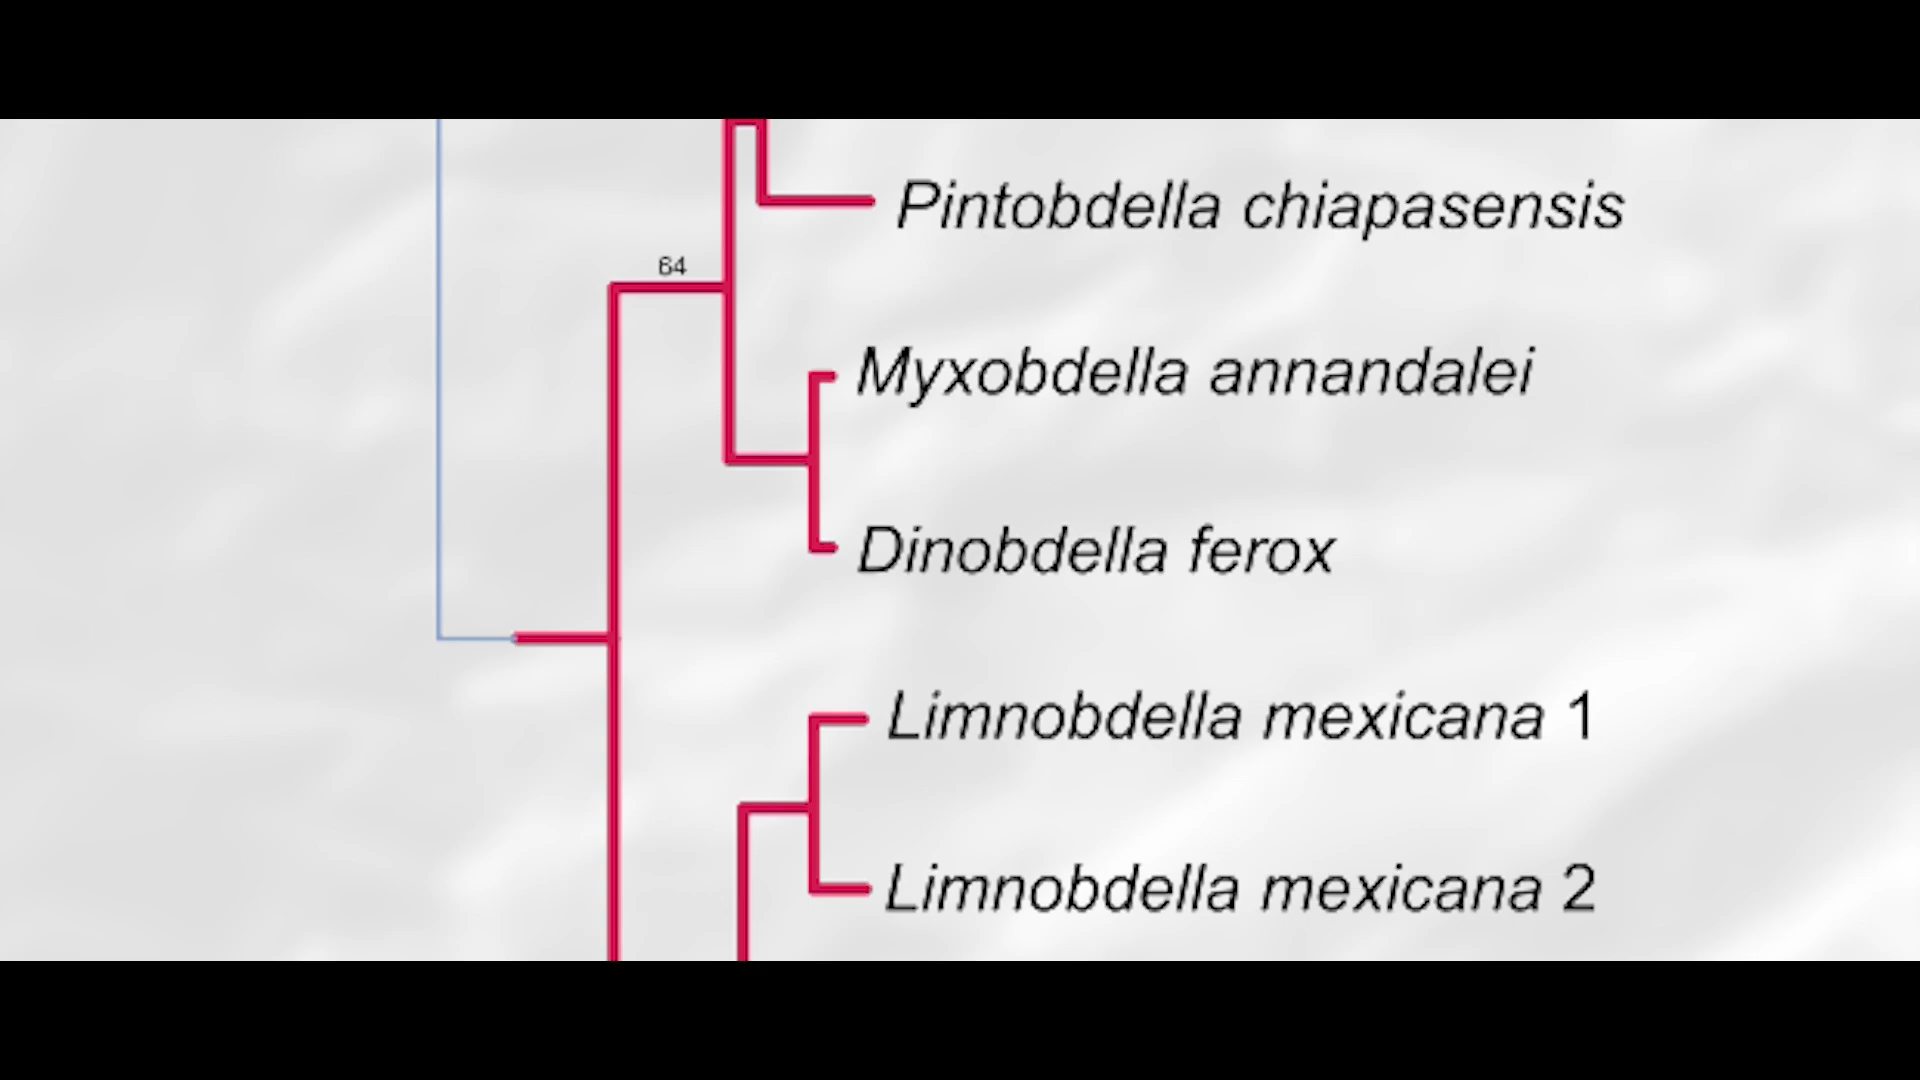 Pintobdella chiapasensis
64
Myxobdella annandalei
Dinobdella ferox
Limnobdella mexicana 1
Limnobdella mexicana 2